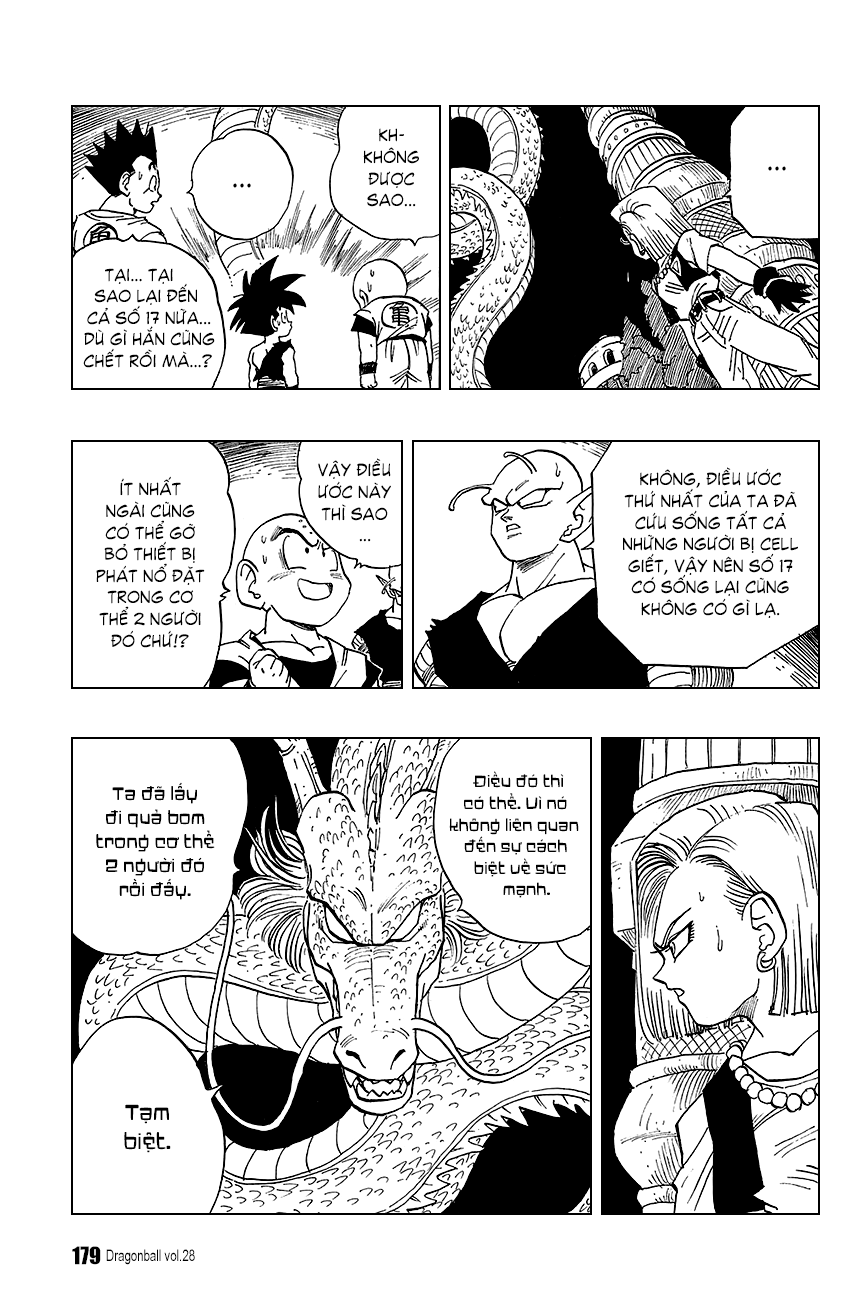 ...
KH-
KHÔNG
ĐƯỢC
SAO...
...
TẠI... TẠI
SAO LẠI ĐẾN
CẢ SỐ 17 NỮA...
DÙ GÌ HẮN CŨNG
CHẾT RỒI MÀ...?
KHÔNG, ĐIỀU ƯỚC
THỨ NHẤT CỦA TA ĐÃ
CỨU SỐNG TẤT CẢ
NHỮNG NGƯỜI BỊ CELL
GIẾT, VẬY NÊN SỐ 17
CÓ SỐNG LẠI CŨNG
KHÔNG CÓ GÌ LẠ.
VẬY ĐIỀU
ƯỚC NÀY
THÌ SAO
...
ÍT NHẤT
NGÀI CŨNG
CÓ THỂ GỠ
BỎ THIẾT BỊ
PHÁT NỔ ĐẶT
TRONG CƠ
THỂ 2 NGƯỜI
ĐÓ CHỨ!?
Điều đó thì
có thể. Vì nó
không liên quan
đến sự cách
biệt về sức
mạnh.
Ta đã lấy
đi quả bom
trong cơ thể
2 người đó
rồi đấy.
Tạm
biệt.
179 Dragonball vol.28